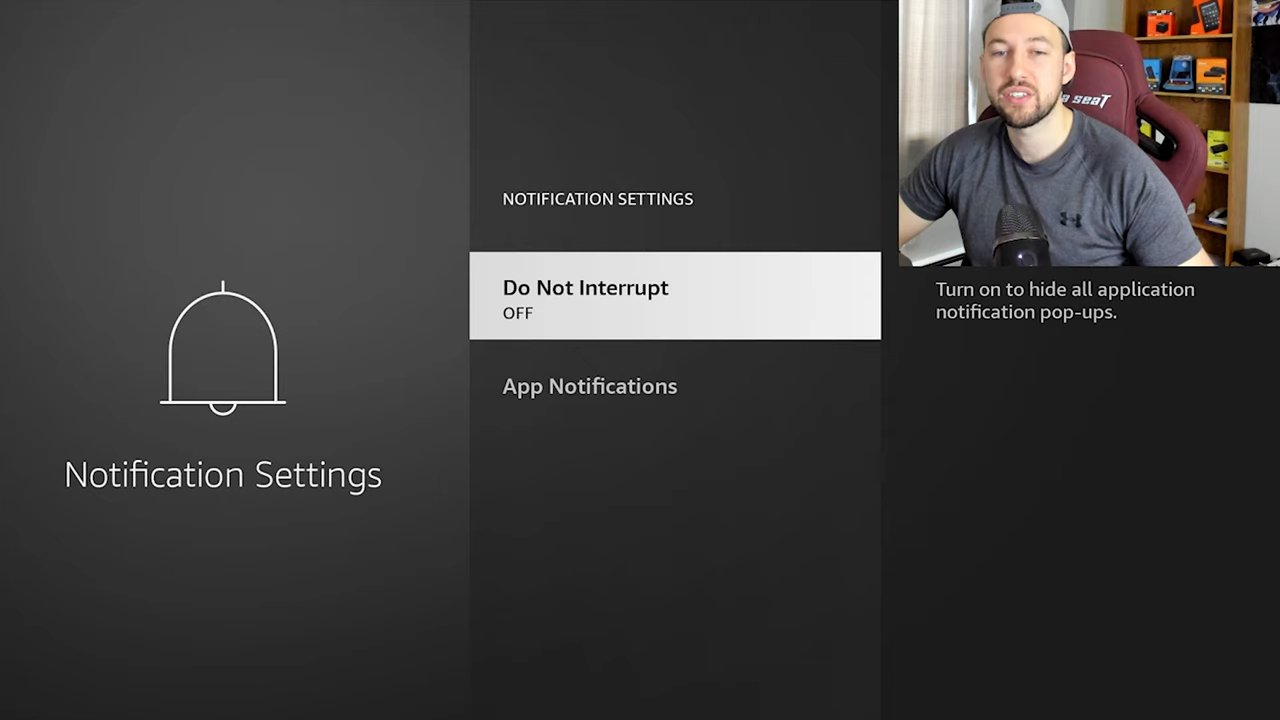 NOTIFICATION SETTINGS
Do Not Interrupt
OFF
App Notifications
Notification Settings
a seaT
Turn on to hide all application
notification pop-ups.